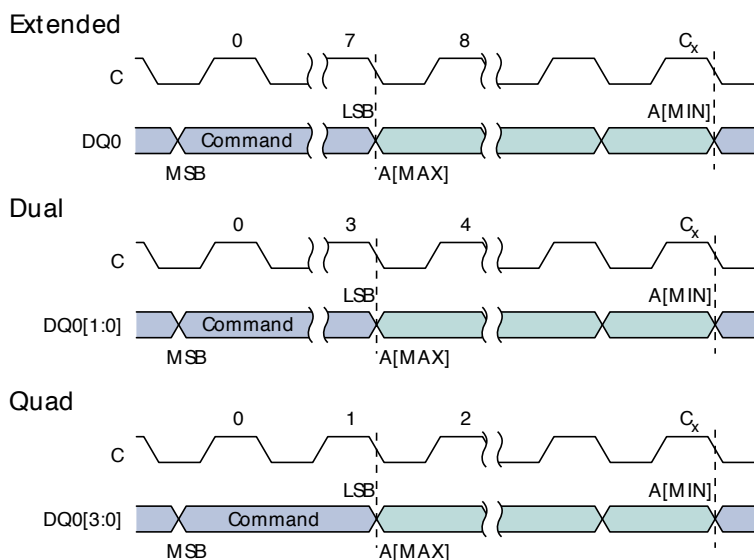 Extended
0 7 8 Cx
C
LSB A[MIN]
DQ0 Command
MSB A[MAX]
Dual
0 3 4 Cx
C
LSB A[MIN]
DQ0[1:0] Command
MSB A[MAX]
Quad
0 1 2 Cx
C
LSB A[MIN]
DQ0[3:0] Command
MSB A[MAX]